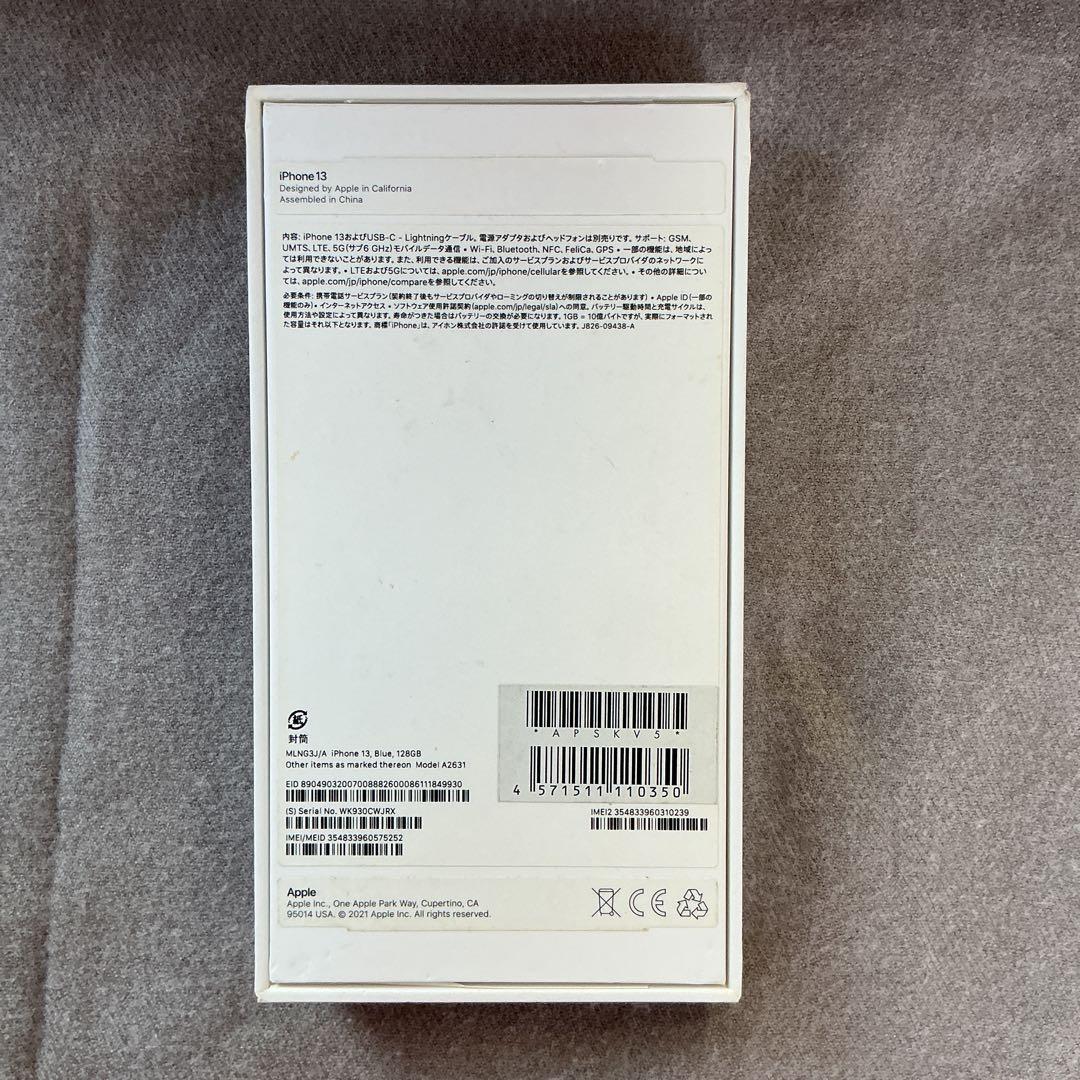 iPhone 13
Designed by Apple in California
Assembled in China
内容: iPhone 13およびUSB-C - Lightningケーブル。電源アダプタおよびヘッドフォンは別売りです。サポート: GSM、
UMTS、LTE、5G(サブ6 GHz)モバイルデータ通信 • Wi-Fi、Bluetooth、NFC、FeliCa、GPS • 一部の機能は、地域によっ
ては利用できないことがあります。また、利用できる機能は、ご加入のサービスプランおよびサービスプロバイダのネットワークに
よって異なります。• LTEおよび5Gについては、apple.com/jp/iphone/cellularを参照してください。• その他の詳細につい
は、apple.com/jp/iphone/compareを参照してください。
必要条件: 携帯電話サービスプラン(契約終了後もサービスプロバイダやローミングの切り替えが制限されることがあります) • Apple ID(一部の
機能のみ) • インターネットアクセス • ソフトウェア使用許諾契約(apple.com/jp/legal/sla)への同意。バッテリー駆動時間と充電サイクルは、
使用方法や設定によって異なります。寿命がつきた場合はバッテリーの交換が必要になります。1GB = 10億バイトですが、実際にフォーマットされ
た容量はそれ以下となります。商標「iPhone」は、アイホン株式会社の許諾を受けて使用しています。J826-09438-A
紙
封筒
MLNG3J/A iPhone 13, Blue, 128GB
Other items as marked thereon Model A2631
EID 89049032007008882600086111849930
(S) Serial No. WK930CWJRX
IMEI/MEID 354833960575252
*APSKV5*
4 571511 110350
IMEI2 354833960310239
Apple
Apple Inc., One Apple Park Way, Cupertino, CA
95014 USA. © 2021 Apple Inc. All rights reserved.
CE